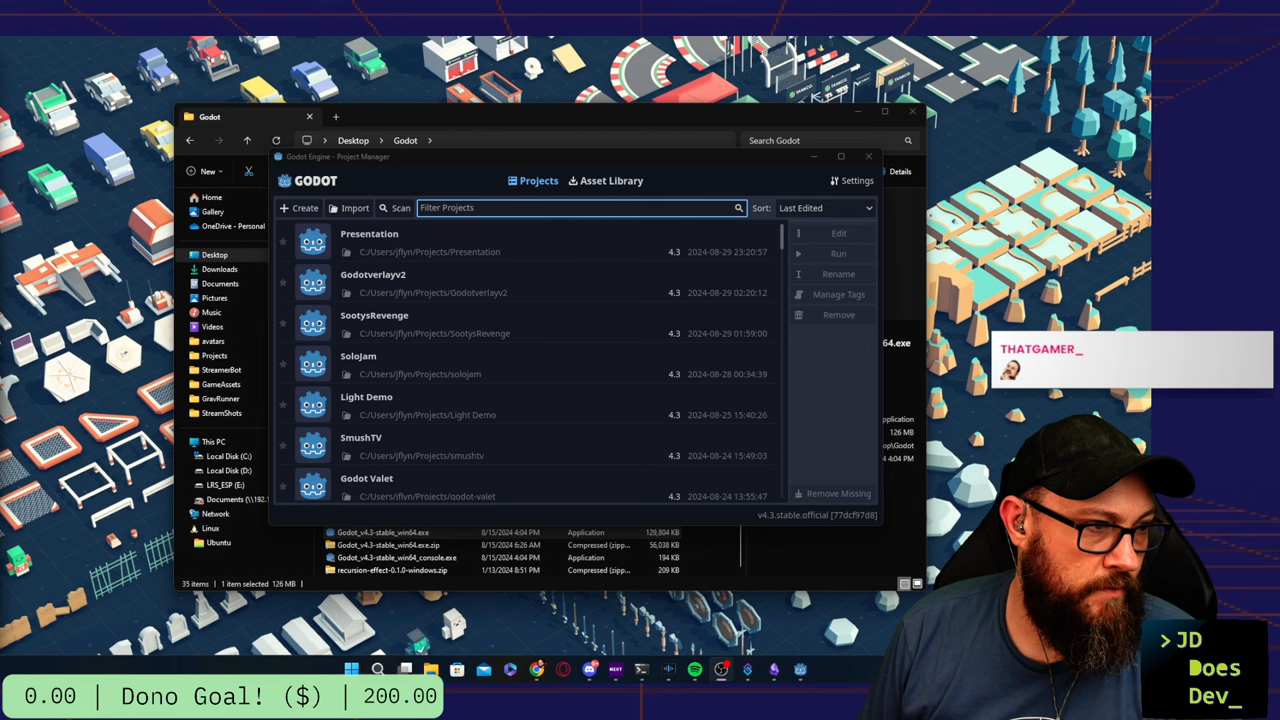 Godot
Desktop
Godot
Search Godot
New
Details
Godot Engine - Project Manager
GODOT
Projects
Asset Library
Settings
Create
Import
Scan
Filter Projects
Sort:
Last Edited
Home
Gallery
OneDrive - Personal
Desktop
Downloads
Documents
Pictures
Music
Videos
avatars
Projects
StreamerBot
GameAssets
GravRunner
StreamShots
This PC
Local Disk (C:)
Local Disk (D:)
LRS_ESP (E:)
Documents (\\192.
Network
Linux
Ubuntu
Presentation
C:/Users/jflyn/Projects/Presentation
4.3 2024-08-29 23:20:57
Godotverlayv2
C:/Users/jflyn/Projects/Godotverlayv2
4.3 2024-08-29 02:20:12
SootysRevenge
C:/Users/jflyn/Projects/SootysRevenge
4.3 2024-08-29 01:59:00
SoloJam
C:/Users/jflyn/Projects/solojam
4.3 2024-08-28 00:34:39
Light Demo
C:/Users/jflyn/Projects/Light Demo
4.3 2024-08-25 15:40:26
SmushTV
C:/Users/jflyn/Projects/smushtv
4.3 2024-08-24 15:49:03
Godot Valet
C:/Users/jflyn/Projects/godot-valet
4.3 2024-08-24 13:55:47
Edit
Run
Rename
Manage Tags
Remove
Remove Missing
v4.3.stable.official [77dcf97d8]
64.exe
plication
126 MB
op\Godot
4:04 PM
Godot_v4.3-stable_win64.exe 8/15/2024 4:04 PM Application 129,804 KB
Godot_v4.3-stable_win64.exe.zip 8/15/2024 6:26 AM Compressed (zipp... 56,038 KB
Godot_v4.3-stable_win64_console.exe 8/15/2024 4:04 PM Application 194 KB
recursion-effect-0.1.0-windows.zip 1/13/2024 8:51 PM Compressed (zipp... 209 KB
35 items 1 item selected 126 MB
THATGAMER_
0.00 | Dono Goal! ($) | 200.00
> JD
Does
Dev_